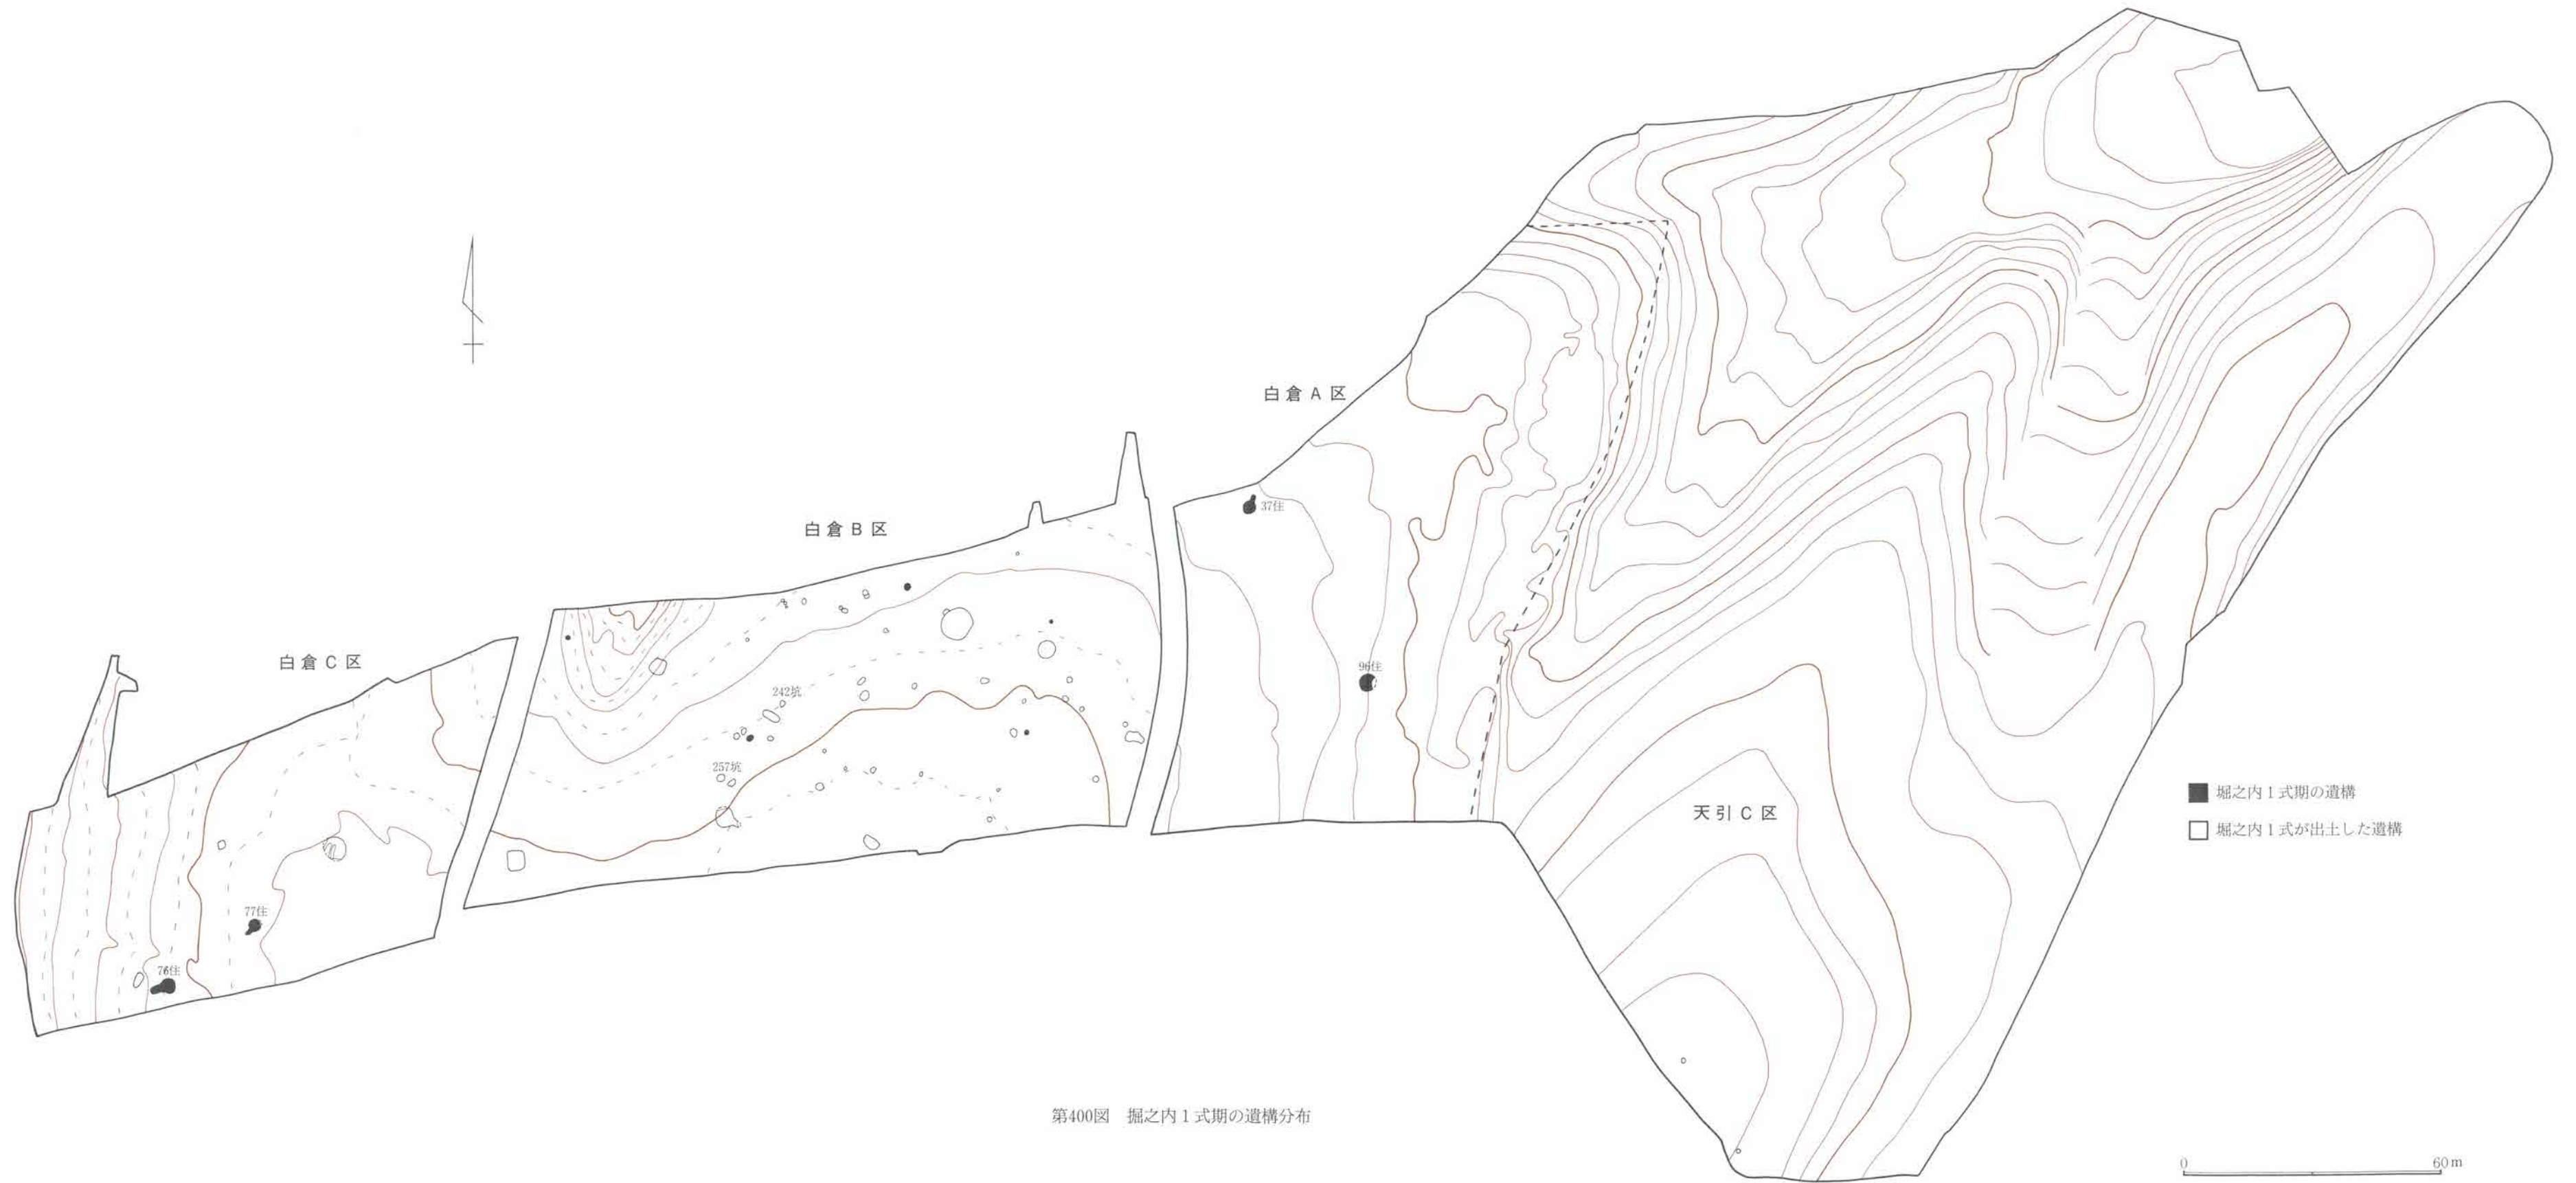 白倉A区
37住
白倉B区
96住
白倉C区
242坑
257坑
天引C区
堀之内１式期の遺構
堀之内１式が出土した遺構
77住
76住
第400図　掘之内１式期の遺構分布
0
60m